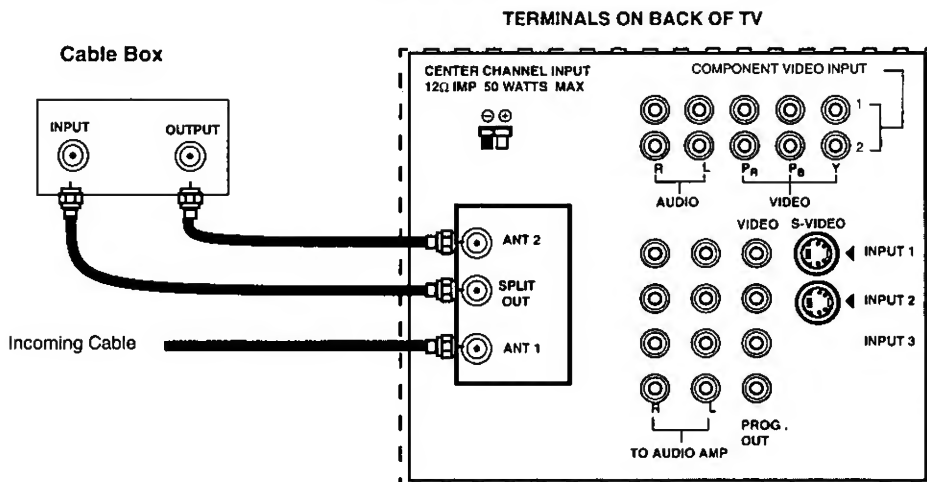 TERMINALS ON BACK OF TV
Cable Box
CENTER CHANNEL INPUT
12Ω IMP 50 WATTS MAX
COMPONENT VIDEO INPUT
⊖ ⊕
1
2
INPUT
OUTPUT
R L PR PB Y
AUDIO
VIDEO
VIDEO S-VIDEO
ANT 2
INPUT 1
SPLIT
OUT
INPUT 2
Incoming Cable
ANT 1
INPUT 3
R L
PROG.
OUT
TO AUDIO AMP